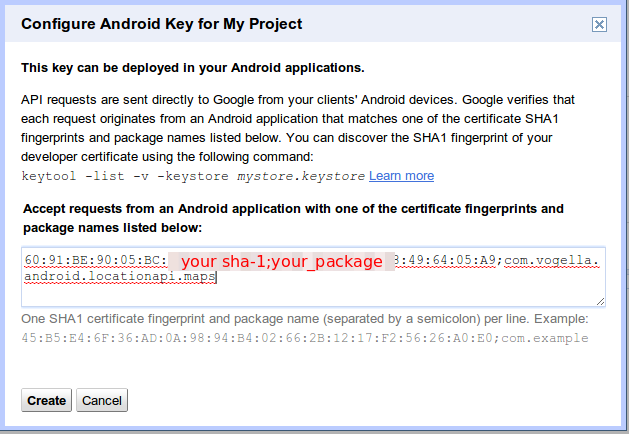 Configure Android Key for My Project
This key can be deployed in your Android applications.
API requests are sent directly to Google from your clients' Android devices. Google verifies that
each request originates from an Android application that matches one of the certificate SHA1
fingerprints and package names listed below. You can discover the SHA1 fingerprint of your
developer certificate using the following command:
keytool -list -v -keystore mystore.keystore Learn more
Accept requests from an Android application with one of the certificate fingerprints and
package names listed below:
60:91:BE:90:05:BC: your sha-1;your_package 8:49:64:05:A9;com.vogella.
android.locationapi.maps
One SHA1 certificate fingerprint and package name (separated by a semicolon) per line. Example:
45:B5:E4:6F:36:AD:0A:98:94:B4:02:66:2B:12:17:F2:56:26:A0:E0;com.example
Create Cancel